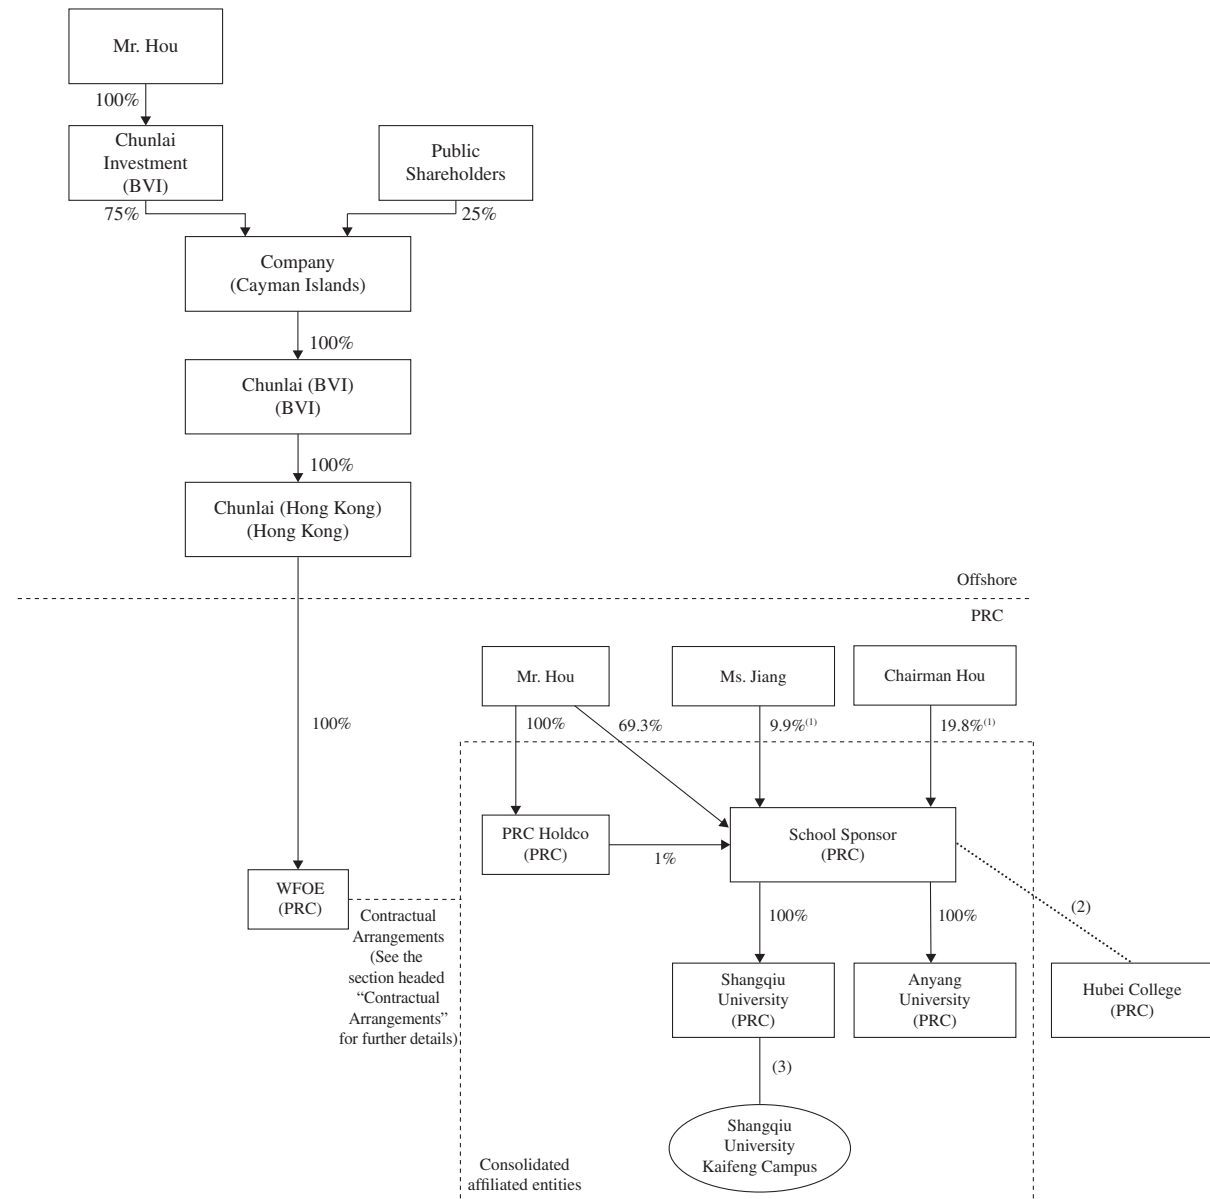 Mr. Hou
100%
Chunlai
Investment
(BVI)
Public
Shareholders
75%
25%
Company
(Cayman Islands)
100%
Chunlai (BVI)
(BVI)
100%
Chunlai (Hong Kong)
(Hong Kong)
Offshore
PRC
Mr. Hou
Ms. Jiang
Chairman Hou
100%
100%
69.3%
9.9%(1)
19.8%(1)
PRC Holdco
(PRC)
1%
School Sponsor
(PRC)
WFOE
(PRC)
Contractual
Arrangements
(See the
section headed
“Contractual
Arrangements”
for further details)
100%
100%
(2)
Shangqiu
University
(PRC)
Anyang
University
(PRC)
Hubei College
(PRC)
(3)
Shangqiu
University
Kaifeng Campus
Consolidated
affiliated entities